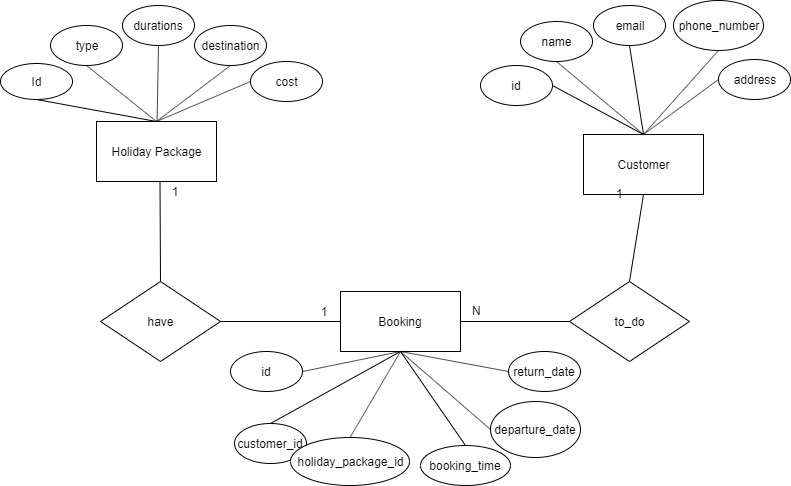 durations
email
phone_number
type
destination
name
Id
cost
id
address
Holiday Package
Customer
1
1
have
1
Booking
N
to_do
id
return_date
customer_id
departure_date
holiday_package_id
booking_time